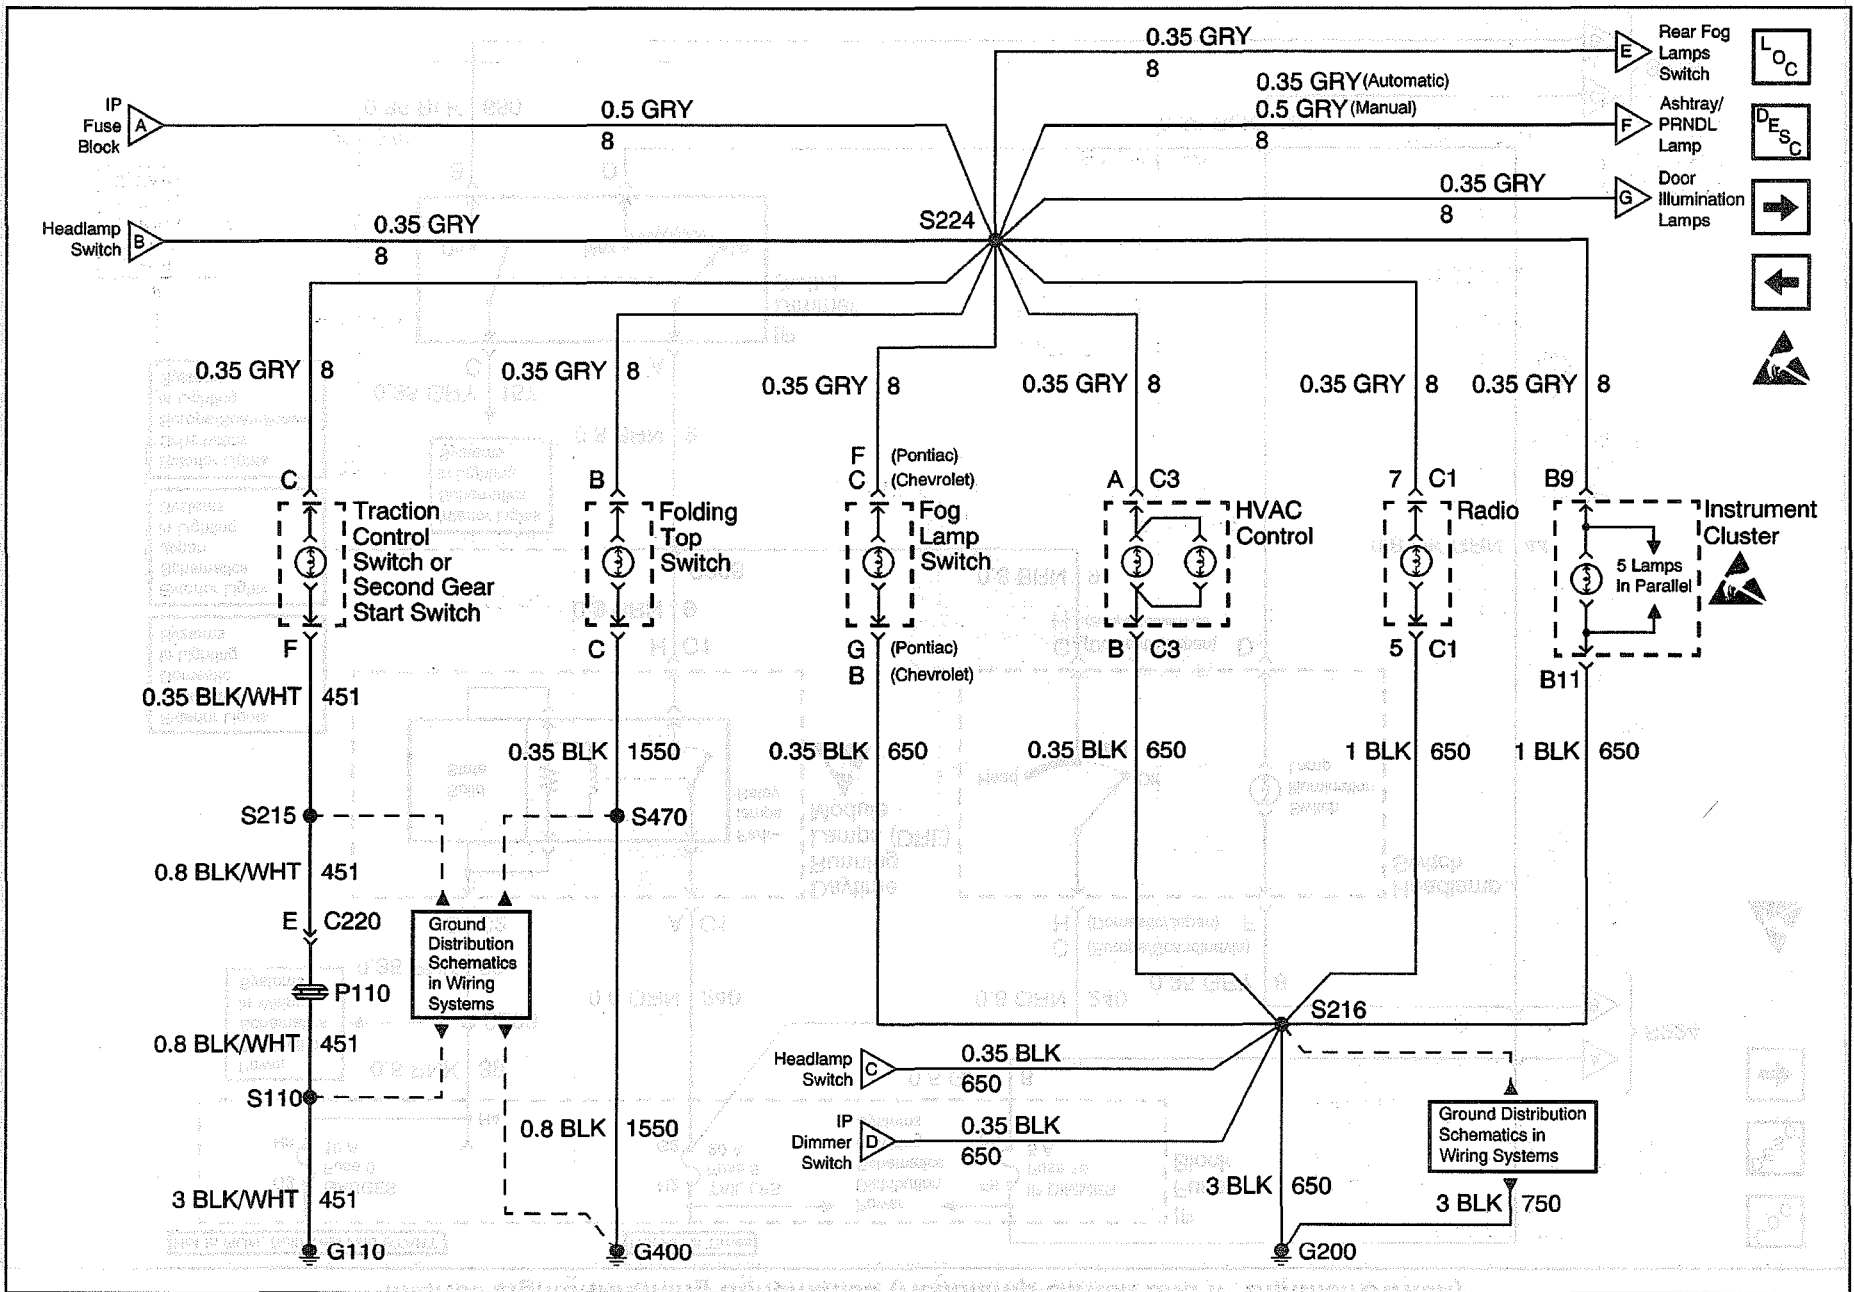 0.35 GRY
8
E
Rear Fog
Lamps
Switch
LOC
0.35 GRY (Automatic)
0.5 GRY (Manual)
8
F
Ashtray/
PRNDL
Lamp
DESC
IP
Fuse
Block
A
0.5 GRY
8
0.35 GRY
8
G
Door
Illumination
Lamps
Headlamp
Switch
B
0.35 GRY
8
S224
0.35 GRY 8
0.35 GRY 8
0.35 GRY 8
0.35 GRY 8
0.35 GRY 8
0.35 GRY 8
C
B
F (Pontiac)
C (Chevrolet)
A C3
7 C1
B9
Traction
Control
Switch or
Second Gear
Start Switch
Folding
Top
Switch
Fog
Lamp
Switch
HVAC
Control
Radio
Instrument
Cluster
5 Lamps
In Parallel
F
C
G (Pontiac)
B (Chevrolet)
B C3
5 C1
B11
0.35 BLK/WHT 451
0.35 BLK 1550
0.35 BLK 650
0.35 BLK 650
1 BLK 650
1 BLK 650
S215
S470
0.8 BLK/WHT 451
E C220
Ground
Distribution
Schematics
in Wiring
Systems
P110
0.8 BLK/WHT 451
S110
S216
Headlamp
Switch
C
0.35 BLK
650
IP
Dimmer
Switch
D
0.35 BLK
650
Ground Distribution
Schematics in
Wiring Systems
0.8 BLK 1550
3 BLK/WHT 451
3 BLK 650
3 BLK 750
G110
G400
G200